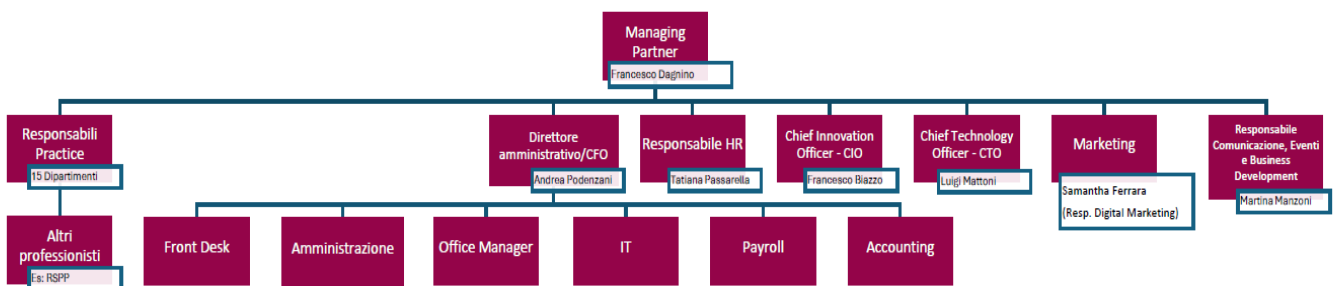 Managing
Partner
Francesco Dagnino
Responsabili
Practice
15 Dipartimenti
Direttore
amministrativo/CFO
Andrea Podenzani
Responsabile HR
Tatiana Passarella
Chief Innovation
Officer - CIO
Francesco Biazzo
Chief Technology
Officer - CTO
Luigi Mattoni
Marketing
Samantha Ferrara
(Resp. Digital Marketing)
Responsabile
Comunicazione, Eventi
e Business
Development
Martina Manzoni
Altri
professionisti
Es: RSPP
Front Desk
Amministrazione
Office Manager
IT
Payroll
Accounting